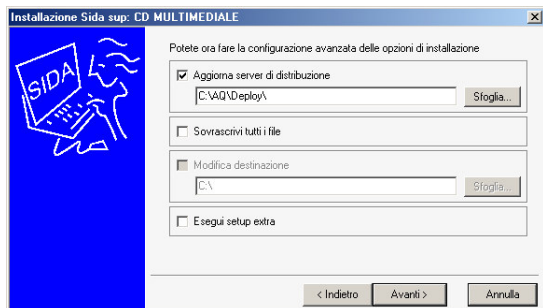 Installazione Sida sup: CD MULTIMEDIALE
SIDA
Potete ora fare la configurazione avanzata delle opzioni di installazione
Aggiorna server di distribuzione
C:\AQ\Deploy\
Sfoglia...
Sovrascrivi tutti i file
Modifica destinazione
C:\
Sfoglia...
Esegui setup extra
< Indietro
Avanti >
Annulla